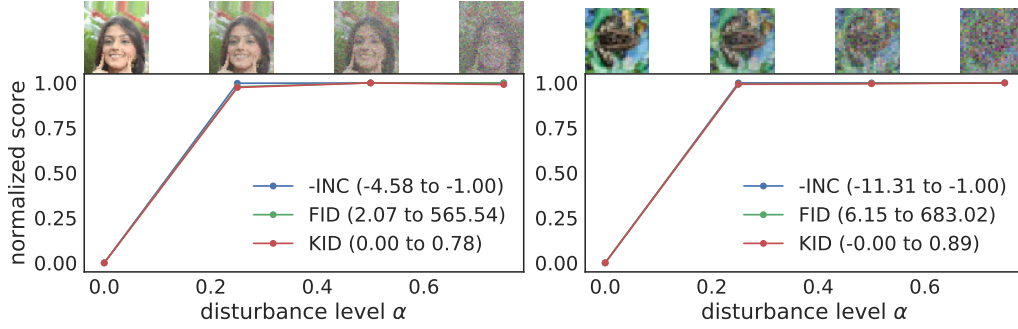 normalized score
1.00
0.75
0.50
0.25
0.00
-INC (-4.58 to -1.00)
FID (2.07 to 565.54)
KID (0.00 to 0.78)
0.0
0.2
0.4
0.6
disturbance level α
1.00
0.75
0.50
0.25
0.00
-INC (-11.31 to -1.00)
FID (6.15 to 683.02)
KID (-0.00 to 0.89)
0.0
0.2
0.4
0.6
disturbance level α